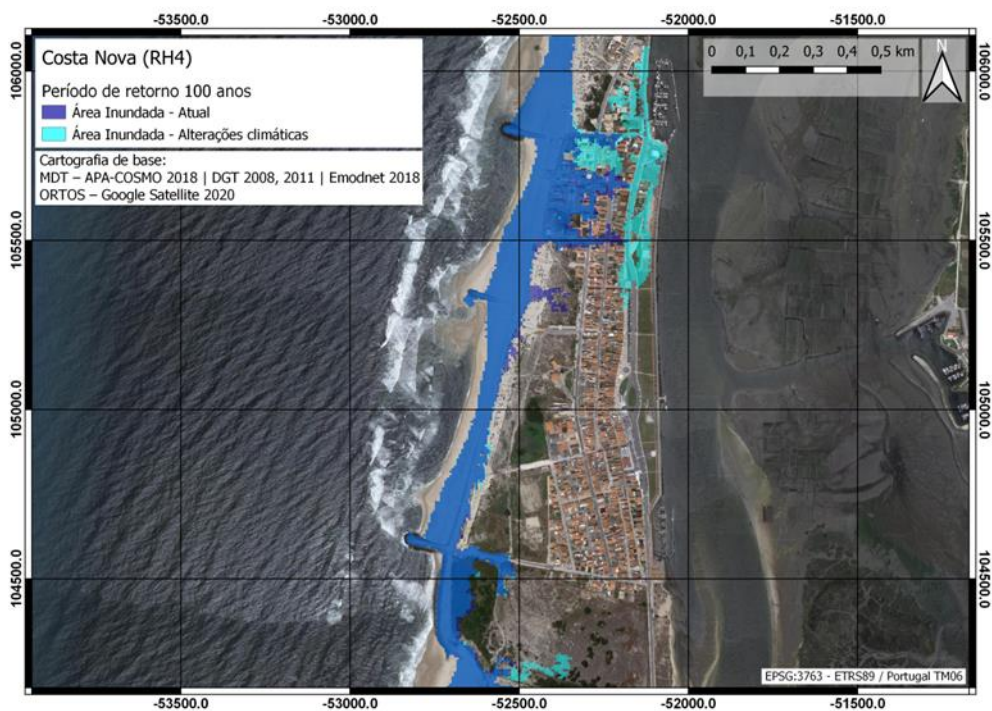 -53500.0 -53000.0 -52500.0 -52000.0 -51500.0
Costa Nova (RH4)
Período de retorno 100 anos
Área Inundada - Atual
Área Inundada - Alterações climáticas
Cartografia de base:
MDT – APA-COSMO 2018 | DGT 2008, 2011 | Emodnet 2018
ORTOS – Google Satellite 2020
0 0,1 0,2 0,3 0,4 0,5 km
N
106000.0 106000.0
105500.0 105500.0
105000.0 105000.0
104500.0 104500.0
EPSG:3763 - ETRS89 / Portugal TM06
-53500.0 -53000.0 -52500.0 -52000.0 -51500.0